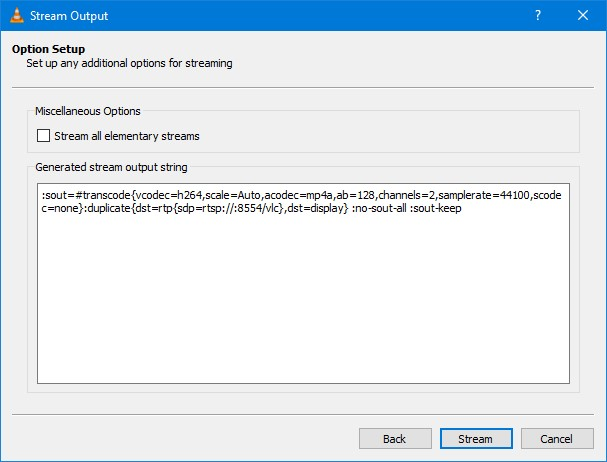 Stream Output
?
Option Setup
Set up any additional options for streaming
Miscellaneous Options
Stream all elementary streams
Generated stream output string
:sout=#transcode{vcodec=h264,scale=Auto,acodec=mp4a,ab=128,channels=2,samplerate=44100,scode
c=none}:duplicate{dst=rtp{sdp=rtsp://:8554/vlc},dst=display} :no-sout-all :sout-keep
Back
Stream
Cancel